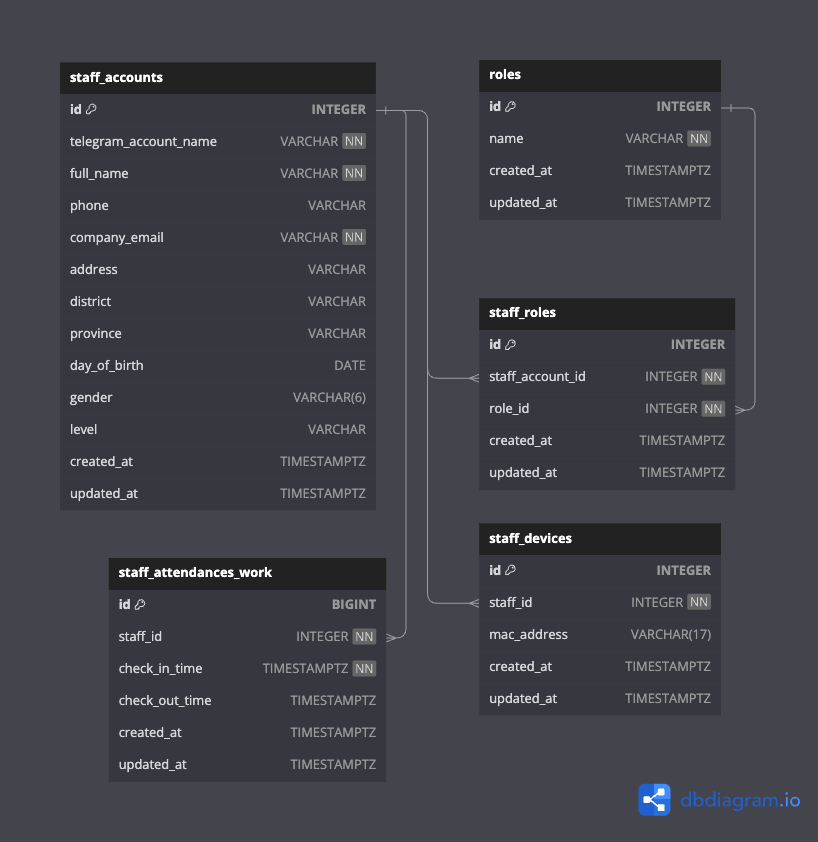 staff_accounts
id INTEGER
telegram_account_name VARCHAR NN
full_name VARCHAR NN
phone VARCHAR
company_email VARCHAR NN
address VARCHAR
district VARCHAR
province VARCHAR
day_of_birth DATE
gender VARCHAR(6)
level VARCHAR
created_at TIMESTAMPTZ
updated_at TIMESTAMPTZ
roles
id INTEGER
name VARCHAR NN
created_at TIMESTAMPTZ
updated_at TIMESTAMPTZ
staff_roles
id INTEGER
staff_account_id INTEGER NN
role_id INTEGER NN
created_at TIMESTAMPTZ
updated_at TIMESTAMPTZ
staff_attendances_work
id BIGINT
staff_id INTEGER NN
check_in_time TIMESTAMPTZ NN
check_out_time TIMESTAMPTZ
created_at TIMESTAMPTZ
updated_at TIMESTAMPTZ
staff_devices
id INTEGER
staff_id INTEGER NN
mac_address VARCHAR(17)
created_at TIMESTAMPTZ
updated_at TIMESTAMPTZ
dbdiagram.io